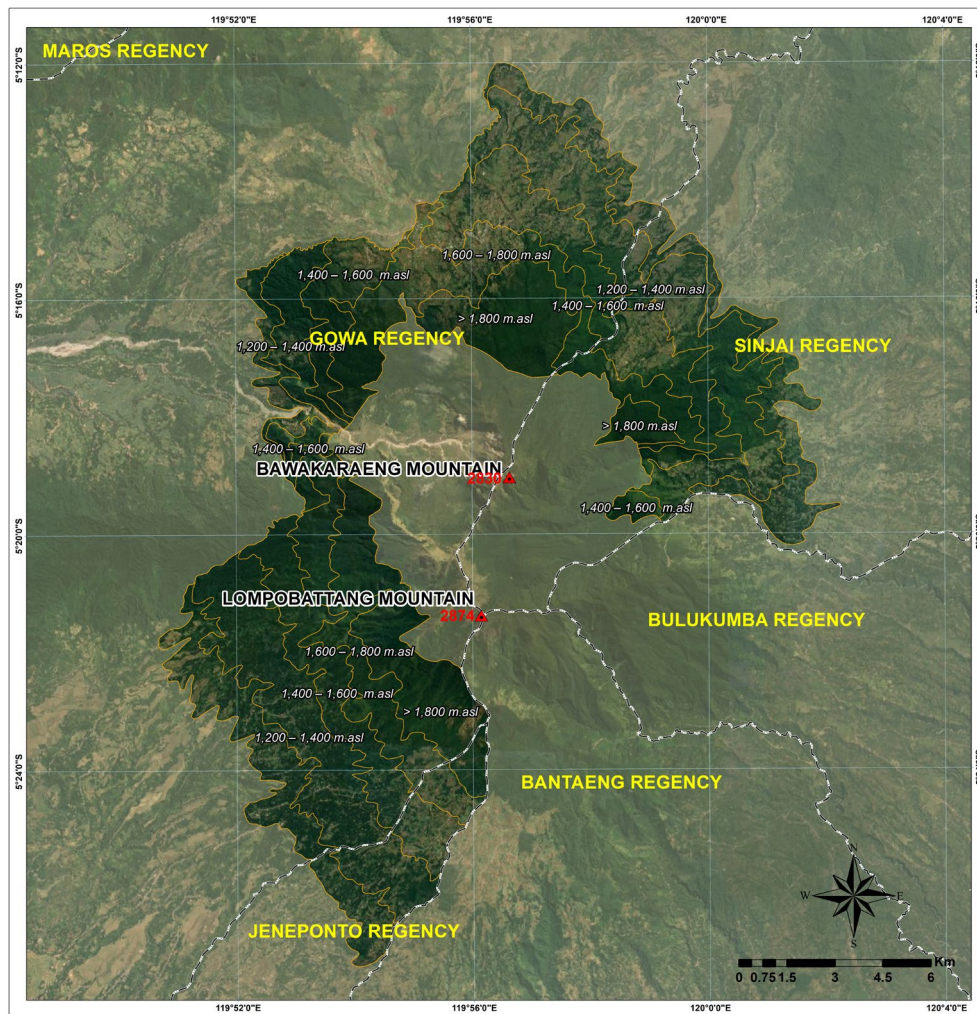 119°52'0"E 119°56'0"E 120°0'0"E 120°4'0"E
MAROS REGENCY
5°12'0"S
1,600 – 1,800 m.asl
1,400 – 1,600 m.asl
1,200 – 1,400 m.asl
5°16'0"S
1,400 – 1,600 m.asl
> 1,800 m.asl
GOWA REGENCY
SINJAI REGENCY
1,200 – 1,400 m.asl
> 1,800 m.asl
1,400 – 1,600 m.asl
BAWAKARAENG MOUNTAIN
2830
1,400 – 1,600 m.asl
5°20'0"S
LOMPOBATTANG MOUNTAIN
2874
BULUKUMBA REGENCY
1,600 – 1,800 m.asl
1,400 – 1,600 m.asl
> 1,800 m.asl
1,200 – 1,400 m.asl
5°24'0"S
BANTAENG REGENCY
N
W E
S
JENEPONTO REGENCY
Km
0 0.75 1.5 3 4.5 6
119°52'0"E 119°56'0"E 120°0'0"E 120°4'0"E